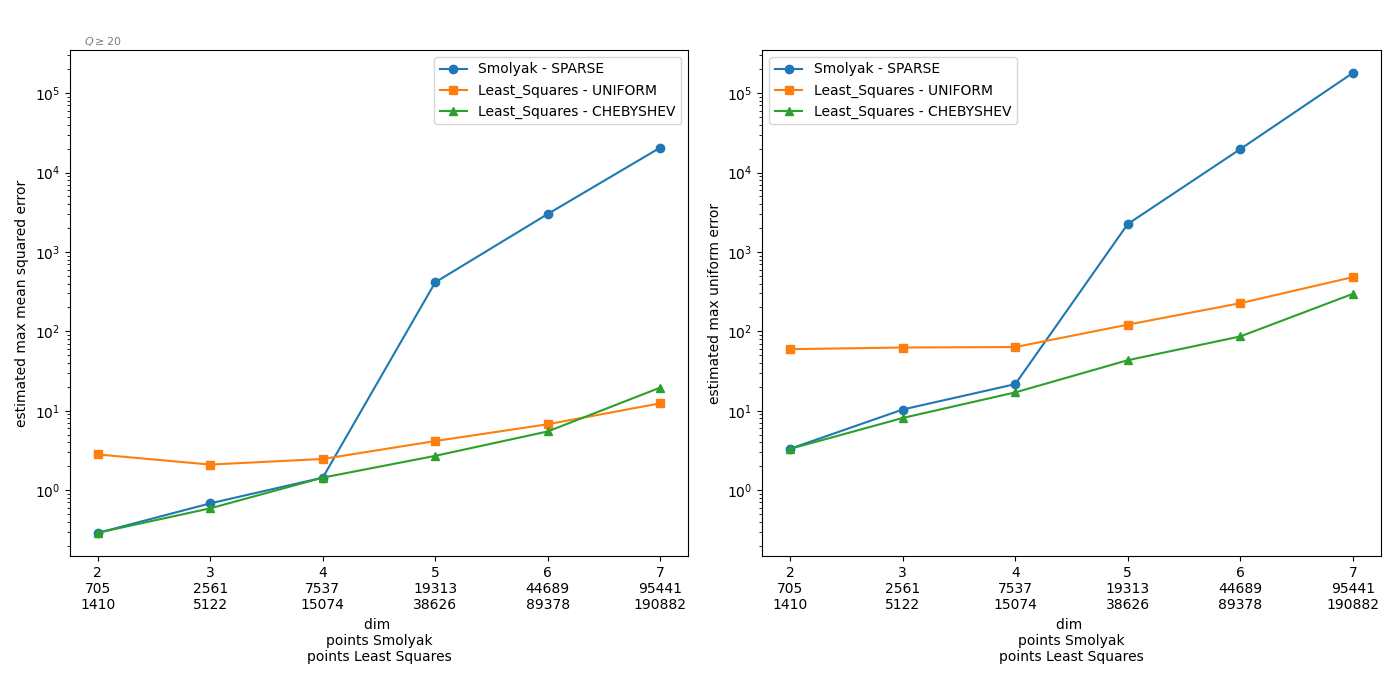 Q ≥ 20
Smolyak - SPARSE
Least_Squares - UNIFORM
Least_Squares - CHEBYSHEV
estimated max mean squared error
10^5
10^4
10^3
10^2
10^1
10^0
2 3 4 5 6 7
705 2561 7537 19313 44689 95441
1410 5122 15074 38626 89378 190882
dim
points Smolyak
points Least Squares
Smolyak - SPARSE
Least_Squares - UNIFORM
Least_Squares - CHEBYSHEV
estimated max uniform error
10^5
10^4
10^3
10^2
10^1
10^0
2 3 4 5 6 7
705 2561 7537 19313 44689 95441
1410 5122 15074 38626 89378 190882
dim
points Smolyak
points Least Squares